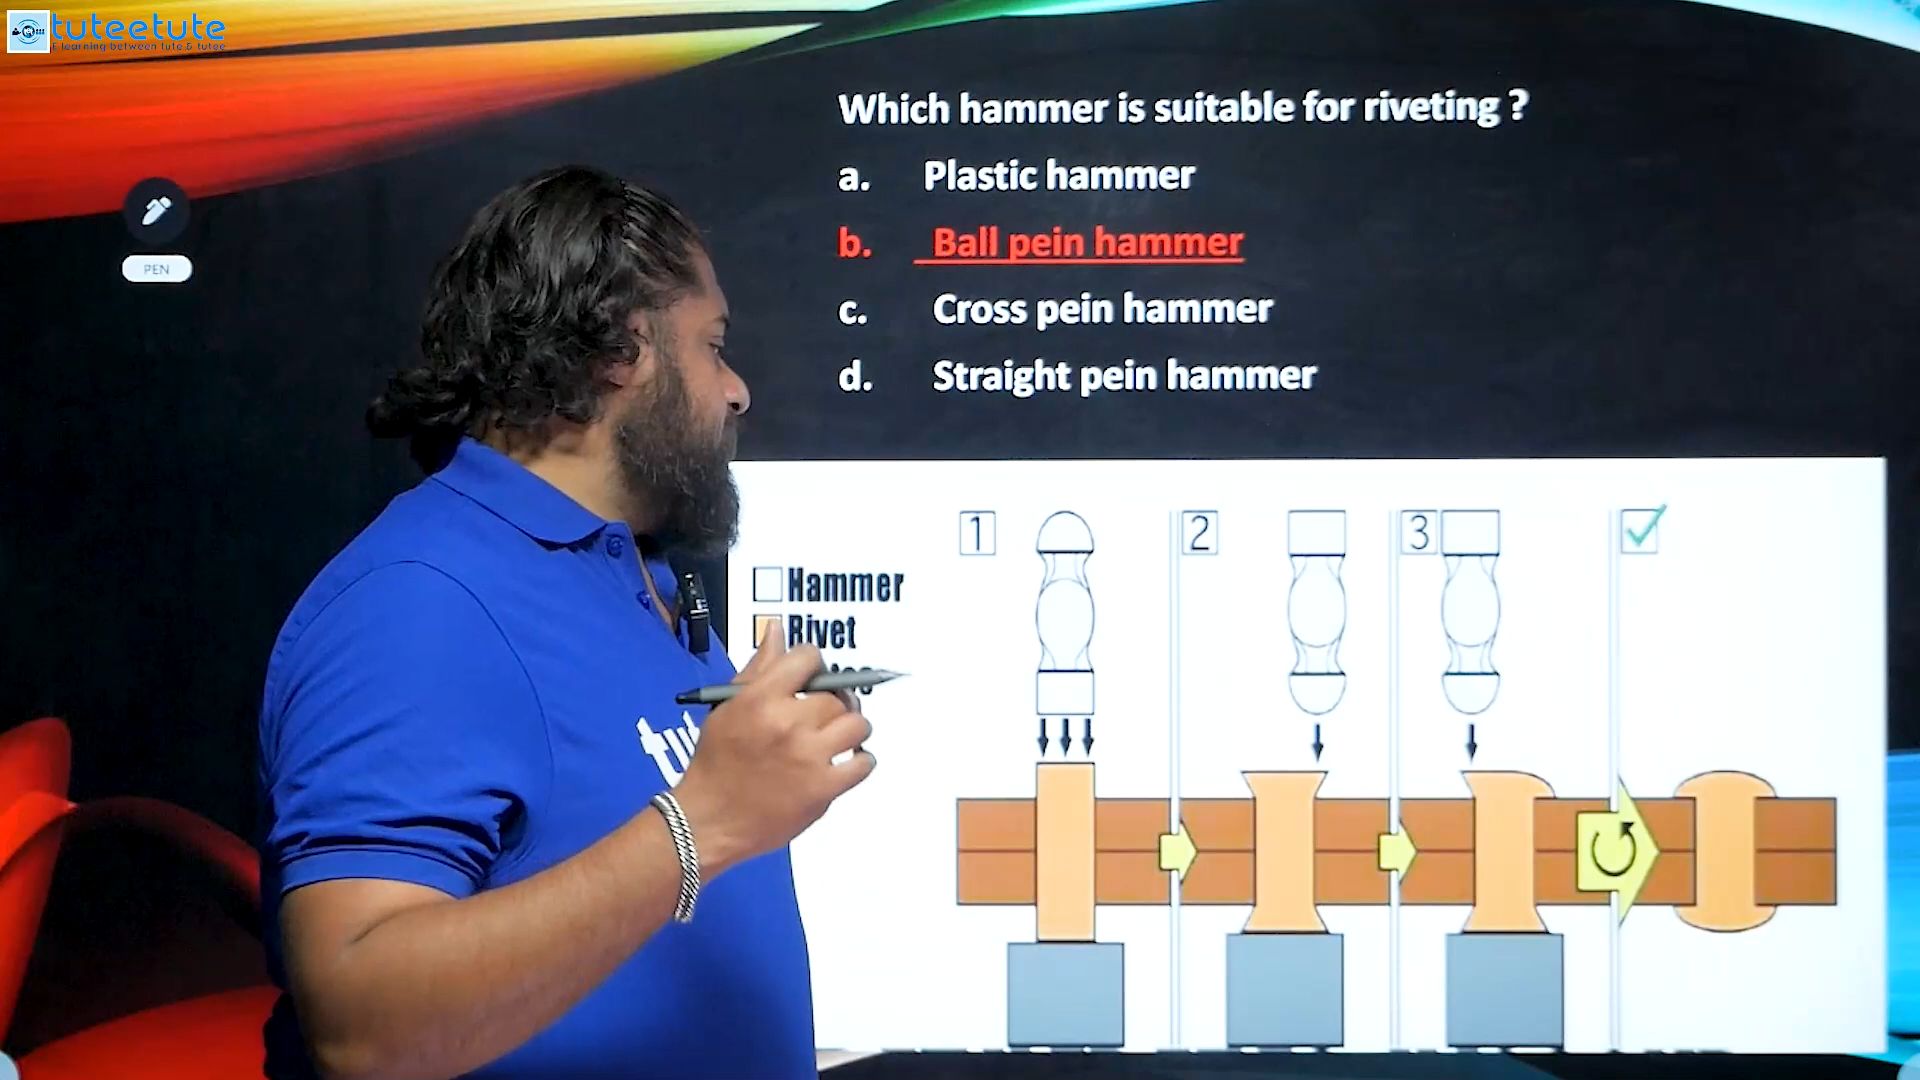 tuteetute
E learning between tute & tutee
PEN
Which hammer is suitable for riveting ?
a. Plastic hammer
b. Ball pein hammer
c. Cross pein hammer
d. Straight pein hammer
1
2
3
Hammer
Rivet
tu